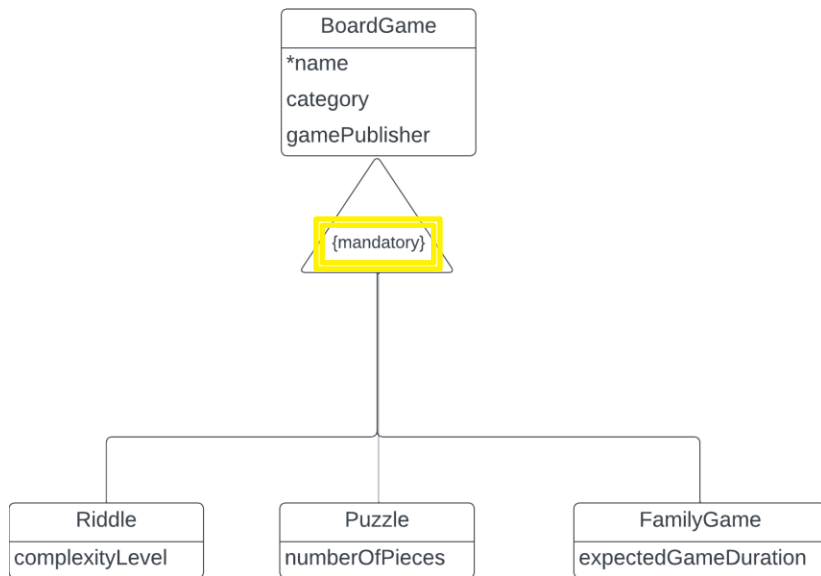 BoardGame
*name
category
gamePublisher
{mandatory}
Riddle
complexityLevel
Puzzle
numberOfPieces
FamilyGame
expectedGameDuration